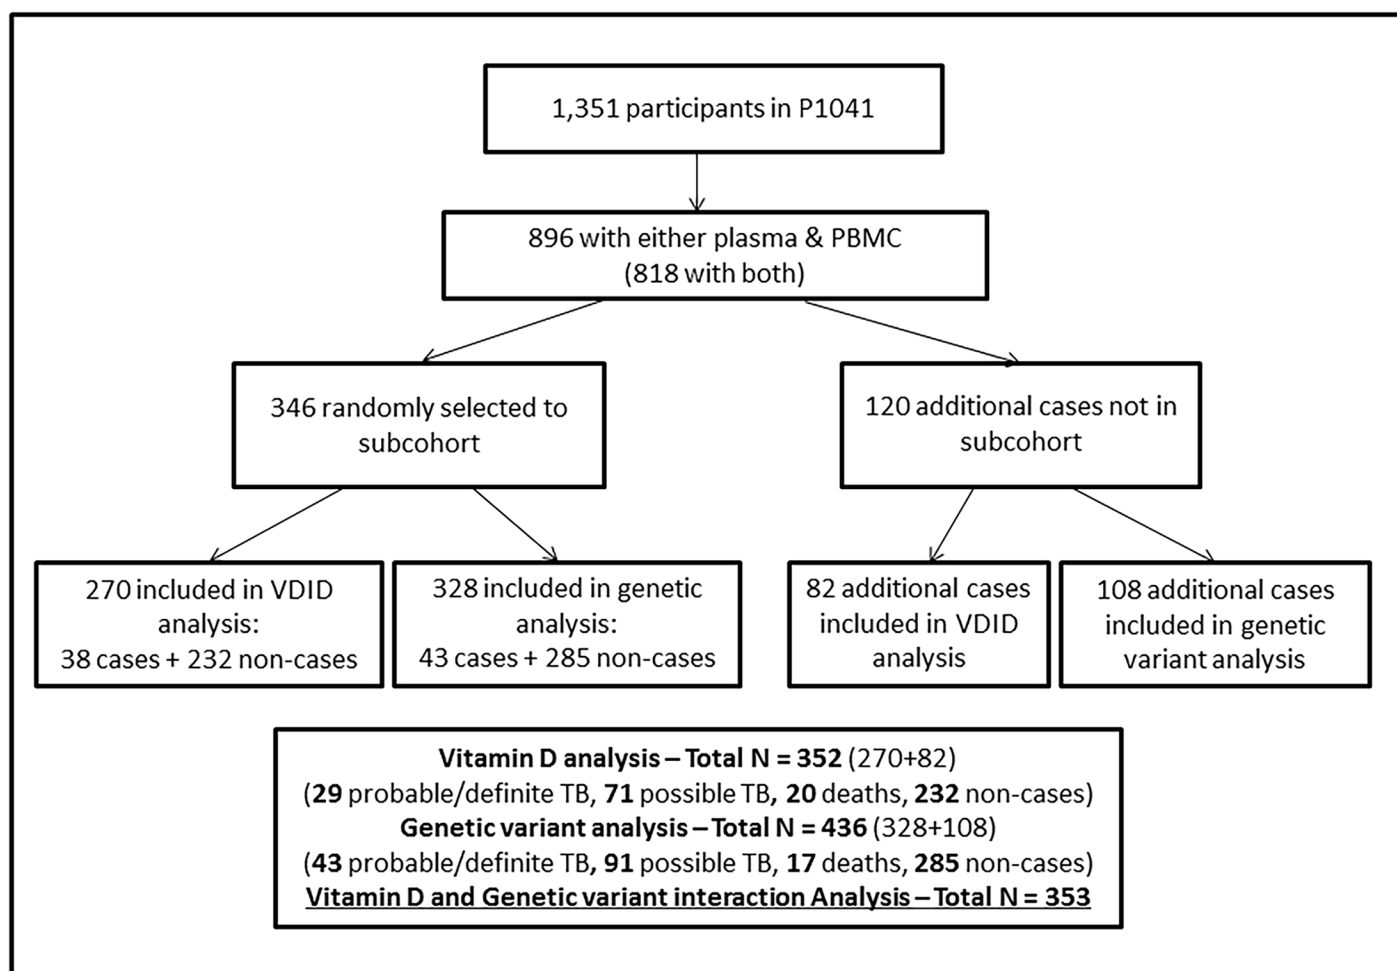 1,351 participants in P1041
896 with either plasma & PBMC
(818 with both)
346 randomly selected to
subcohort
120 additional cases not in
subcohort
270 included in VDID
analysis:
38 cases + 232 non-cases
328 included in genetic
analysis:
43 cases + 285 non-cases
82 additional cases
included in VDID
analysis
108 additional cases
included in genetic
variant analysis
Vitamin D analysis – Total N = 352 (270+82)
(29 probable/definite TB, 71 possible TB, 20 deaths, 232 non-cases)
Genetic variant analysis – Total N = 436 (328+108)
(43 probable/definite TB, 91 possible TB, 17 deaths, 285 non-cases)
Vitamin D and Genetic variant interaction Analysis – Total N = 353